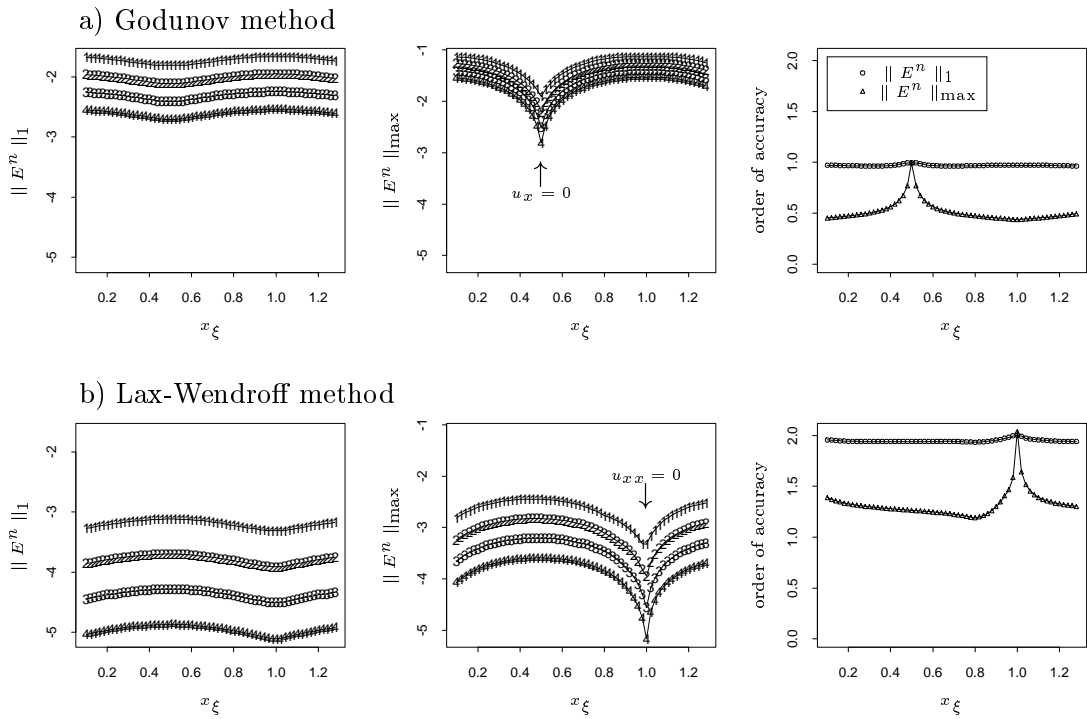 a) Godunov method
|| E^n ||_1
-2
-3
-4
-5
0.2 0.4 0.6 0.8 1.0 1.2
x_ξ
|| E^n ||_max
-1
-2
-3
-4
-5
u_x = 0
0.2 0.4 0.6 0.8 1.0 1.2
x_ξ
order of accuracy
2.0
1.5
1.0
0.5
0.0
|| E^n ||_1
|| E^n ||_max
0.2 0.4 0.6 0.8 1.0 1.2
x_ξ
b) Lax-Wendroff method
|| E^n ||_1
-2
-3
-4
-5
0.2 0.4 0.6 0.8 1.0 1.2
x_ξ
|| E^n ||_max
-1
-2
-3
-4
-5
u_xx = 0
0.2 0.4 0.6 0.8 1.0 1.2
x_ξ
order of accuracy
2.0
1.5
1.0
0.5
0.0
0.2 0.4 0.6 0.8 1.0 1.2
x_ξ